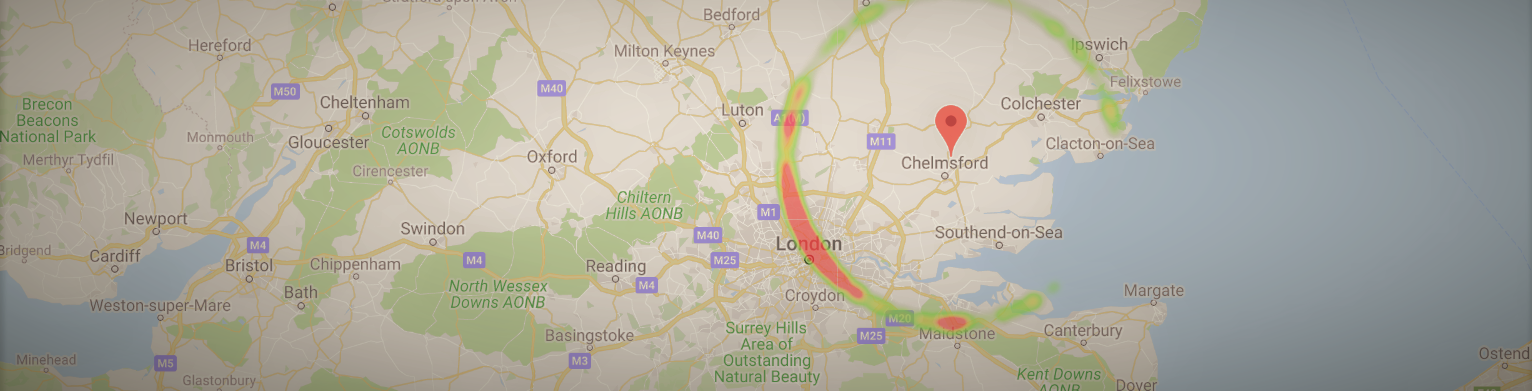 Bedford
Ipswich
Hereford
Milton Keynes
Felixstowe
M50
M40
Cheltenham
Colchester
Brecon
Beacons
National Park
Luton
Monmouth
Gloucester
Cotswolds
AONB
M11
Clacton-on-Sea
Merthyr Tydfil
Cirencester
Oxford
Chelmsford
Chiltern
Hills AONB
Newport
M1
Swindon
M40
Southend-on-Sea
Bridgend
Cardiff
M4
London
Bristol
Chippenham
M4
Reading
M25
M4
North Wessex
Downs AONB
Bath
Croydon
Margate
Weston-super-Mare
M20
Basingstoke
Surrey Hills
Area of
Outstanding
Natural Beauty
M25
Maidstone
Canterbury
Minehead
M5
M3
Ostend
Glastonbury
Kent Downs
AONB
Dover